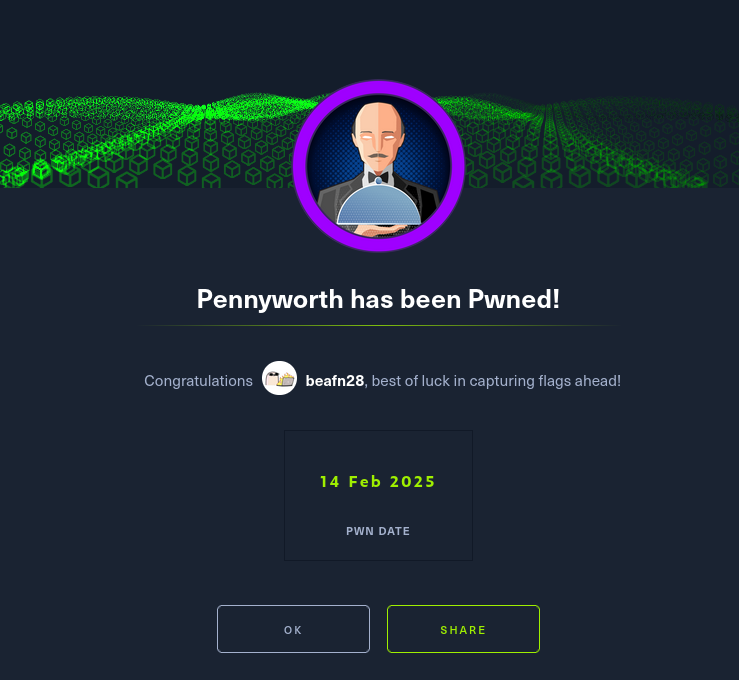 Pennyworth has been Pwned!
Congratulations beafn28, best of luck in capturing flags ahead!
14 Feb 2025
PWN DATE
OK SHARE